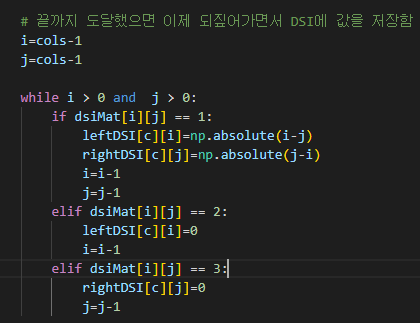 # 끝까지 도달했으면 이제 되짚어가면서 DSI에 값을 저장함
i=cols-1
j=cols-1
while i > 0 and  j > 0:
    if dsiMat[i][j] == 1:
        leftDSI[c][i]=np.absolute(i-j)
        rightDSI[c][j]=np.absolute(j-i)
        i=i-1
        j=j-1
    elif dsiMat[i][j] == 2:
        leftDSI[c][i]=0
        i=i-1
    elif dsiMat[i][j] == 3:
        rightDSI[c][j]=0
        j=j-1